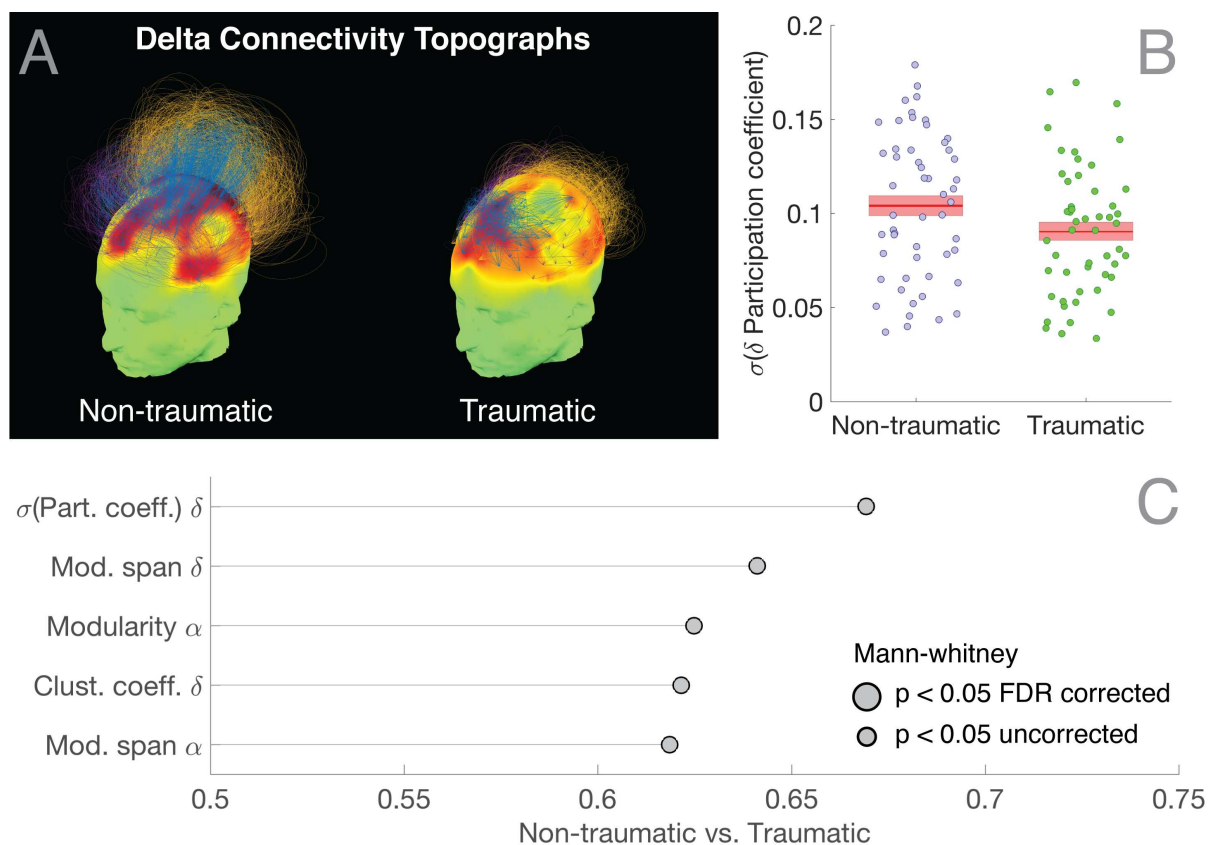 A
Delta Connectivity Topographs
Non-traumatic
Traumatic
B
σ(δ Participation coefficient)
0.2
0.15
0.1
0.05
0
Non-traumatic
Traumatic
C
σ(Part. coeff.) δ
Mod. span δ
Modularity α
Clust. coeff. δ
Mod. span α
Mann-whitney
p < 0.05 FDR corrected
p < 0.05 uncorrected
0.5
0.55
0.6
0.65
0.7
0.75
Non-traumatic vs. Traumatic